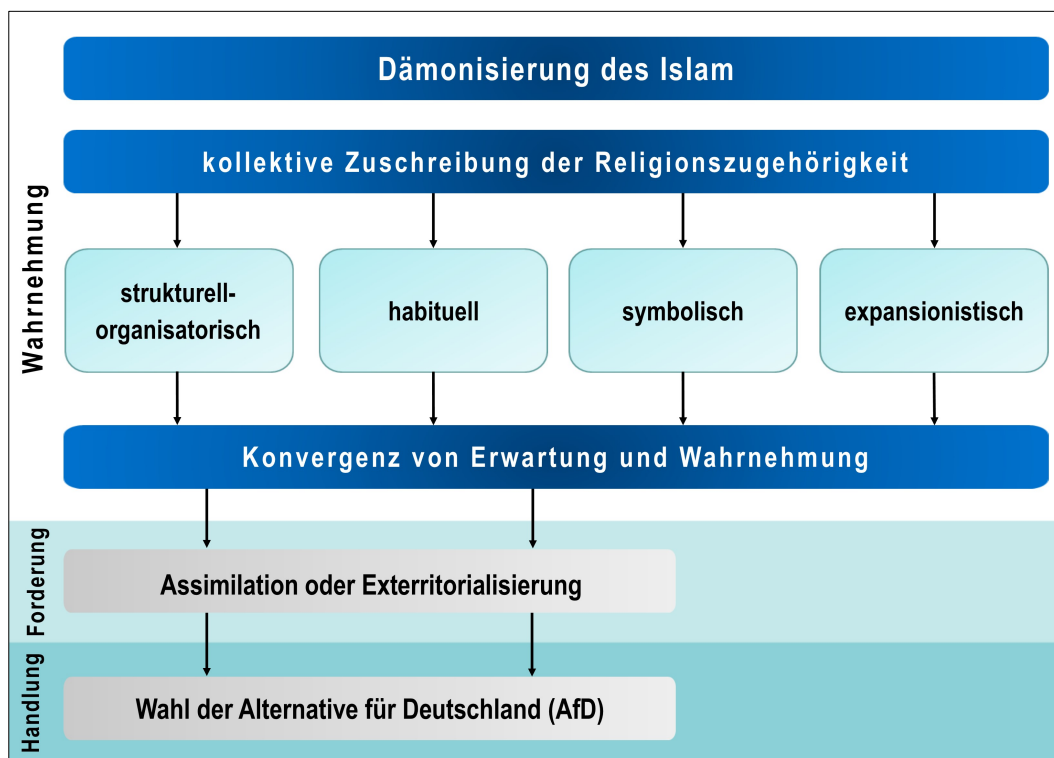 Dämonisierung des Islam
kollektive Zuschreibung der Religionszugehörigkeit
Wahrnehmung
strukturell-
organisatorisch
habituell
symbolisch
expansionistisch
Konvergenz von Erwartung und Wahrnehmung
Forderung
Assimilation oder Exterritorialisierung
Handlung
Wahl der Alternative für Deutschland (AfD)